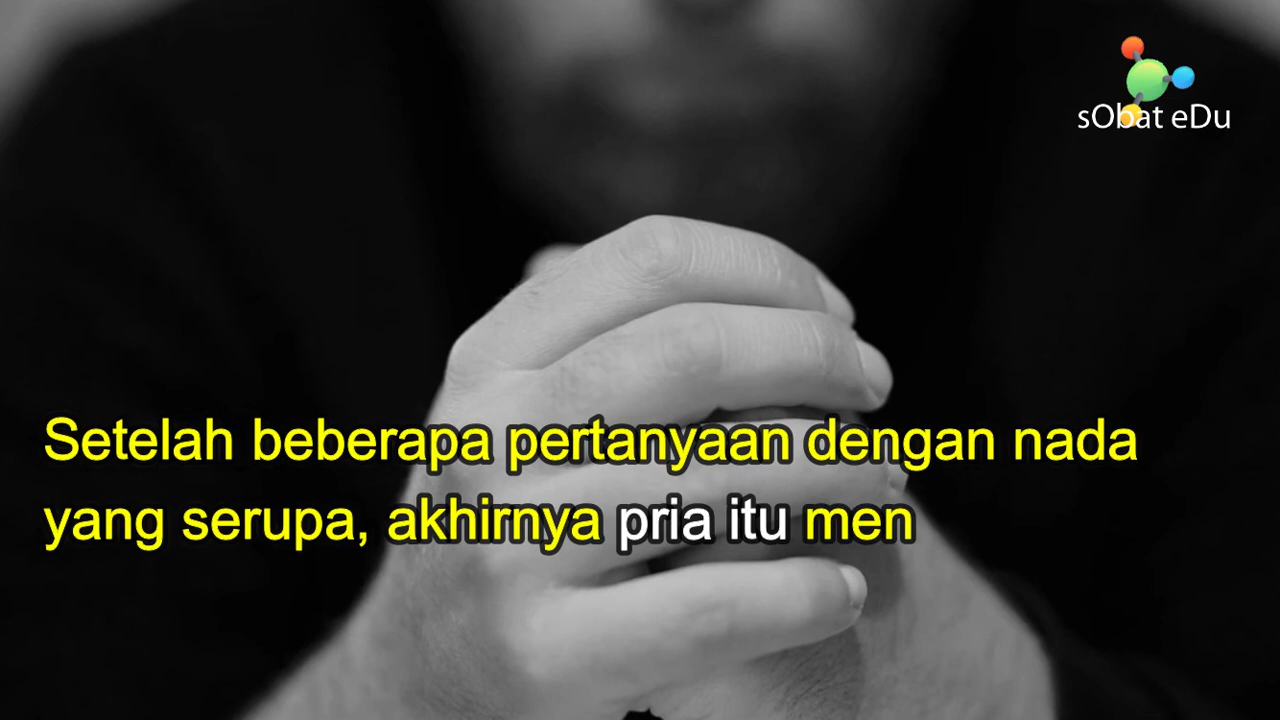 sObat eDu
Setelah beberapa pertanyaan dengan nada
yang serupa, akhirnya pria itu men